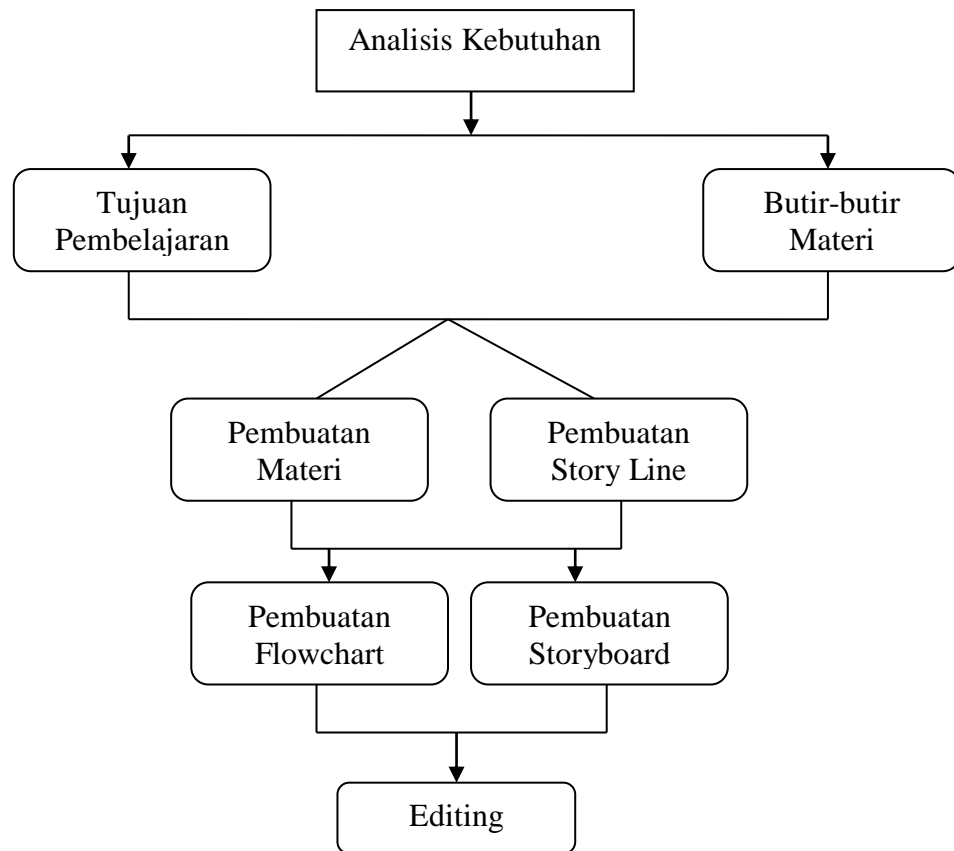 Analisis Kebutuhan
Tujuan
Pembelajaran
Butir-butir
Materi
Pembuatan
Materi
Pembuatan
Story Line
Pembuatan
Flowchart
Pembuatan
Storyboard
Editing